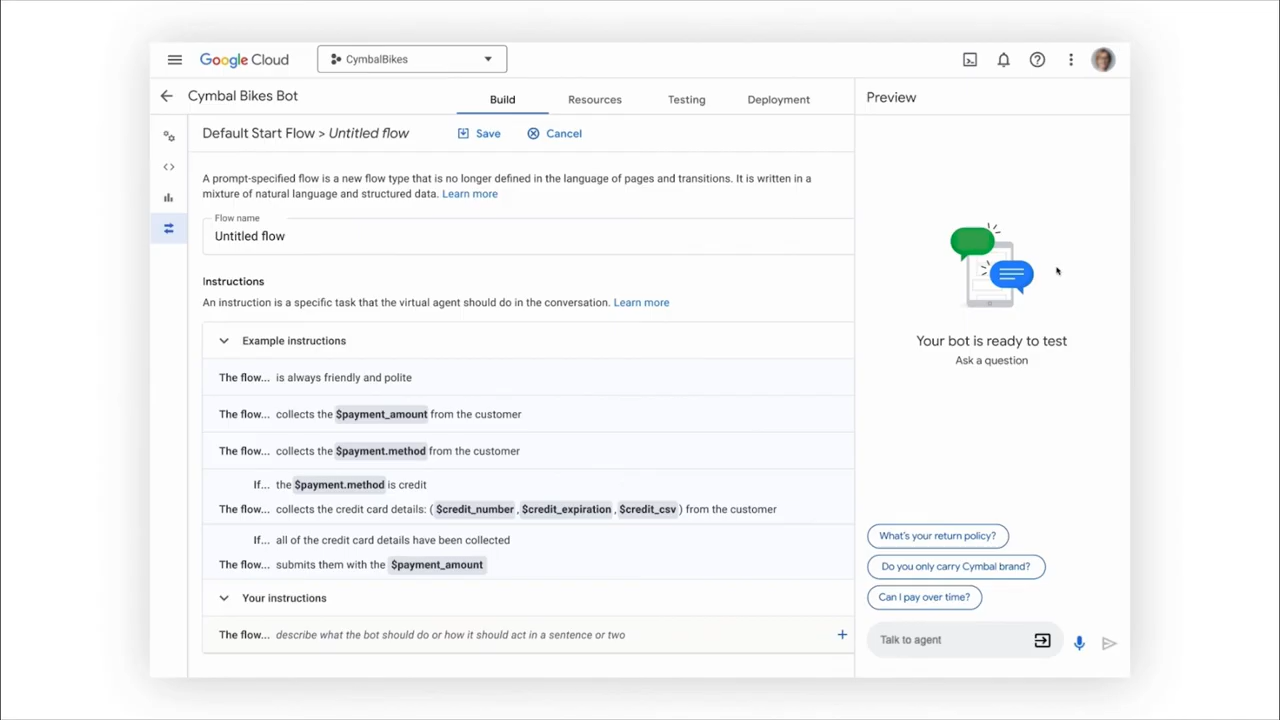 Google Cloud
CymbalBikes
Cymbal Bikes Bot
Build
Resources
Testing
Deployment
Preview
Default Start Flow > Untitled flow
Save
Cancel
A prompt-specified flow is a new flow type that is no longer defined in the language of pages and transitions. It is written in a
mixture of natural language and structured data. Learn more
Flow name
Untitled flow
Instructions
An instruction is a specific task that the virtual agent should do in the conversation. Learn more
Example instructions
The flow... is always friendly and polite
The flow... collects the $payment_amount from the customer
The flow... collects the $payment.method from the customer
If... the $payment.method is credit
The flow... collects the credit card details: ( $credit_number , $credit_expiration , $credit_csv ) from the customer
If... all of the credit card details have been collected
The flow... submits them with the $payment_amount
Your instructions
The flow... describe what the bot should do or how it should act in a sentence or two
Your bot is ready to test
Ask a question
What's your return policy?
Do you only carry Cymbal brand?
Can I pay over time?
Talk to agent